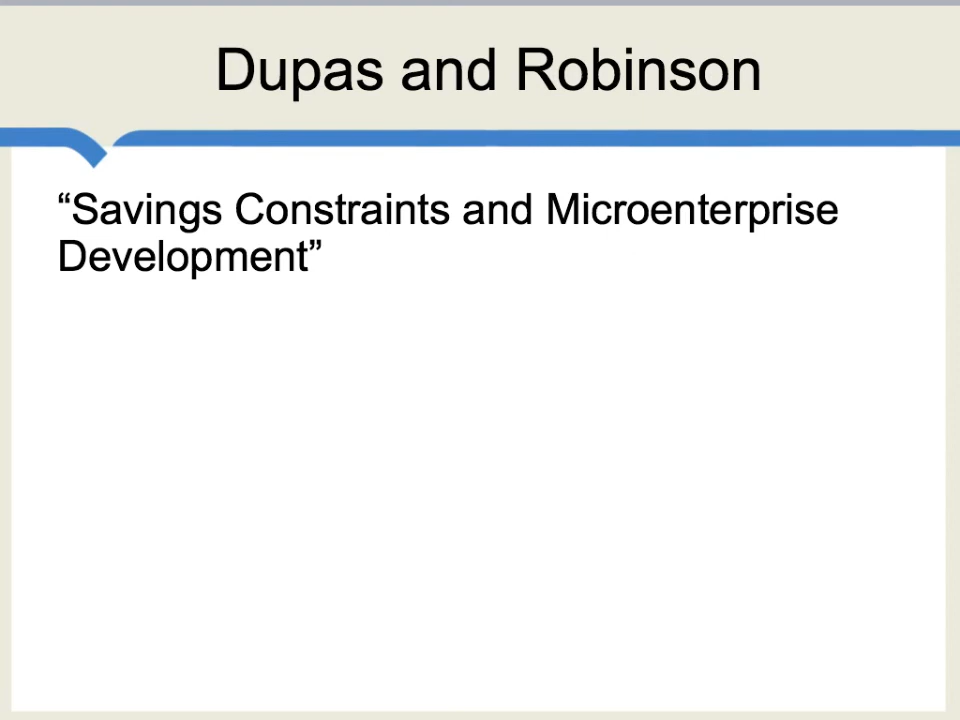 Dupas and Robinson
“Savings Constraints and Microenterprise
Development”